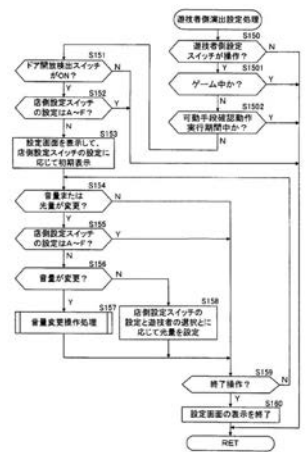 遊技者側演出設定処理
S150
遊技者側設定
スイッチが操作?
N
Y
S1501
ゲーム中か?
Y
N
S1502
可動手段確認動作
実行期間中か?
Y
N
S151
ドア開放検出スイッチ
がON?
N
Y
S152
店側設定スイッチ
の設定はA~F?
Y
N
S153
設定画面を表示して、
店側設定スイッチの設定に
応じて初期表示
S154
音量または
光量が変更?
N
Y
S155
店側設定スイッチ
の設定はA~F?
Y
N
S156
音量が変更?
N
Y
S157
音量変更操作処理
S158
店側設定スイッチの
設定と遊技者の選択とに
応じて光量を設定
S159
終了操作?
N
Y
S160
設定画面の表示を終了
RET